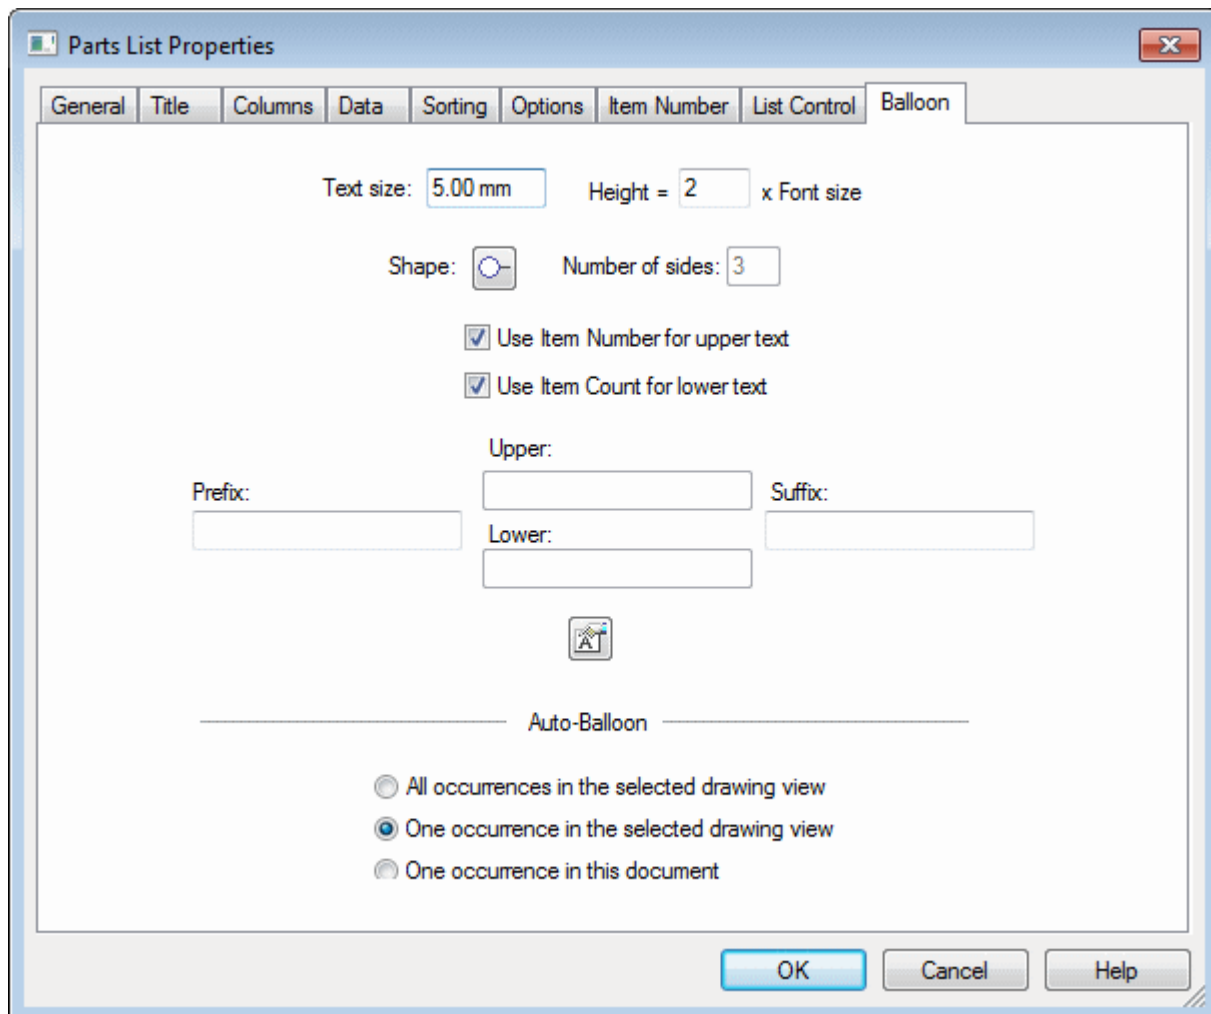 Parts List Properties
General Title Columns Data Sorting Options Item Number List Control Balloon
Text size: 5.00 mm Height = 2 x Font size
Shape: Number of sides: 3
Use Item Number for upper text
Use Item Count for lower text
Upper:
Prefix: Suffix:
Lower:
A
Auto-Balloon
All occurrences in the selected drawing view
One occurrence in the selected drawing view
One occurrence in this document
OK Cancel Help